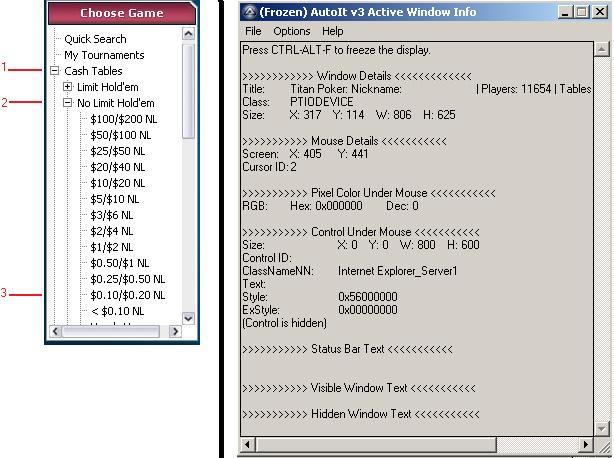 Choose Game
Quick Search
My Tournaments
1
Cash Tables
Limit Hold'em
2
No Limit Hold'em
$100/$200 NL
$50/$100 NL
$25/$50 NL
$20/$40 NL
$10/$20 NL
$5/$10 NL
$3/$6 NL
$2/$4 NL
$1/$2 NL
$0.50/$1 NL
$0.25/$0.50 NL
3
$0.10/$0.20 NL
< $0.10 NL
(Frozen) AutoIt v3 Active Window Info
File Options Help
Press CTRL-ALT-F to freeze the display.
>>>>>>>>>>> Window Details <<<<<<<<<<<<<
Title: Titan Poker: Nickname: | Players: 11654 | Tables
Class: PTIODEVICE
Size: X: 317 Y: 114 W: 806 H: 625
>>>>>>>>>>> Mouse Details <<<<<<<<<<<
Screen: X: 405 Y: 441
Cursor ID: 2
>>>>>>>>>>> Pixel Color Under Mouse <<<<<<<<<<<
RGB: Hex: 0x000000 Dec: 0
>>>>>>>>>>> Control Under Mouse <<<<<<<<<<<
Size: X: 0 Y: 0 W: 800 H: 600
Control ID:
ClassNameNN: Internet Explorer_Server1
Text:
Style: 0x56000000
ExStyle: 0x00000000
(Control is hidden)
>>>>>>>>>>> Status Bar Text <<<<<<<<<<<
>>>>>>>>>>> Visible Window Text <<<<<<<<<<<
>>>>>>>>>>> Hidden Window Text <<<<<<<<<<<